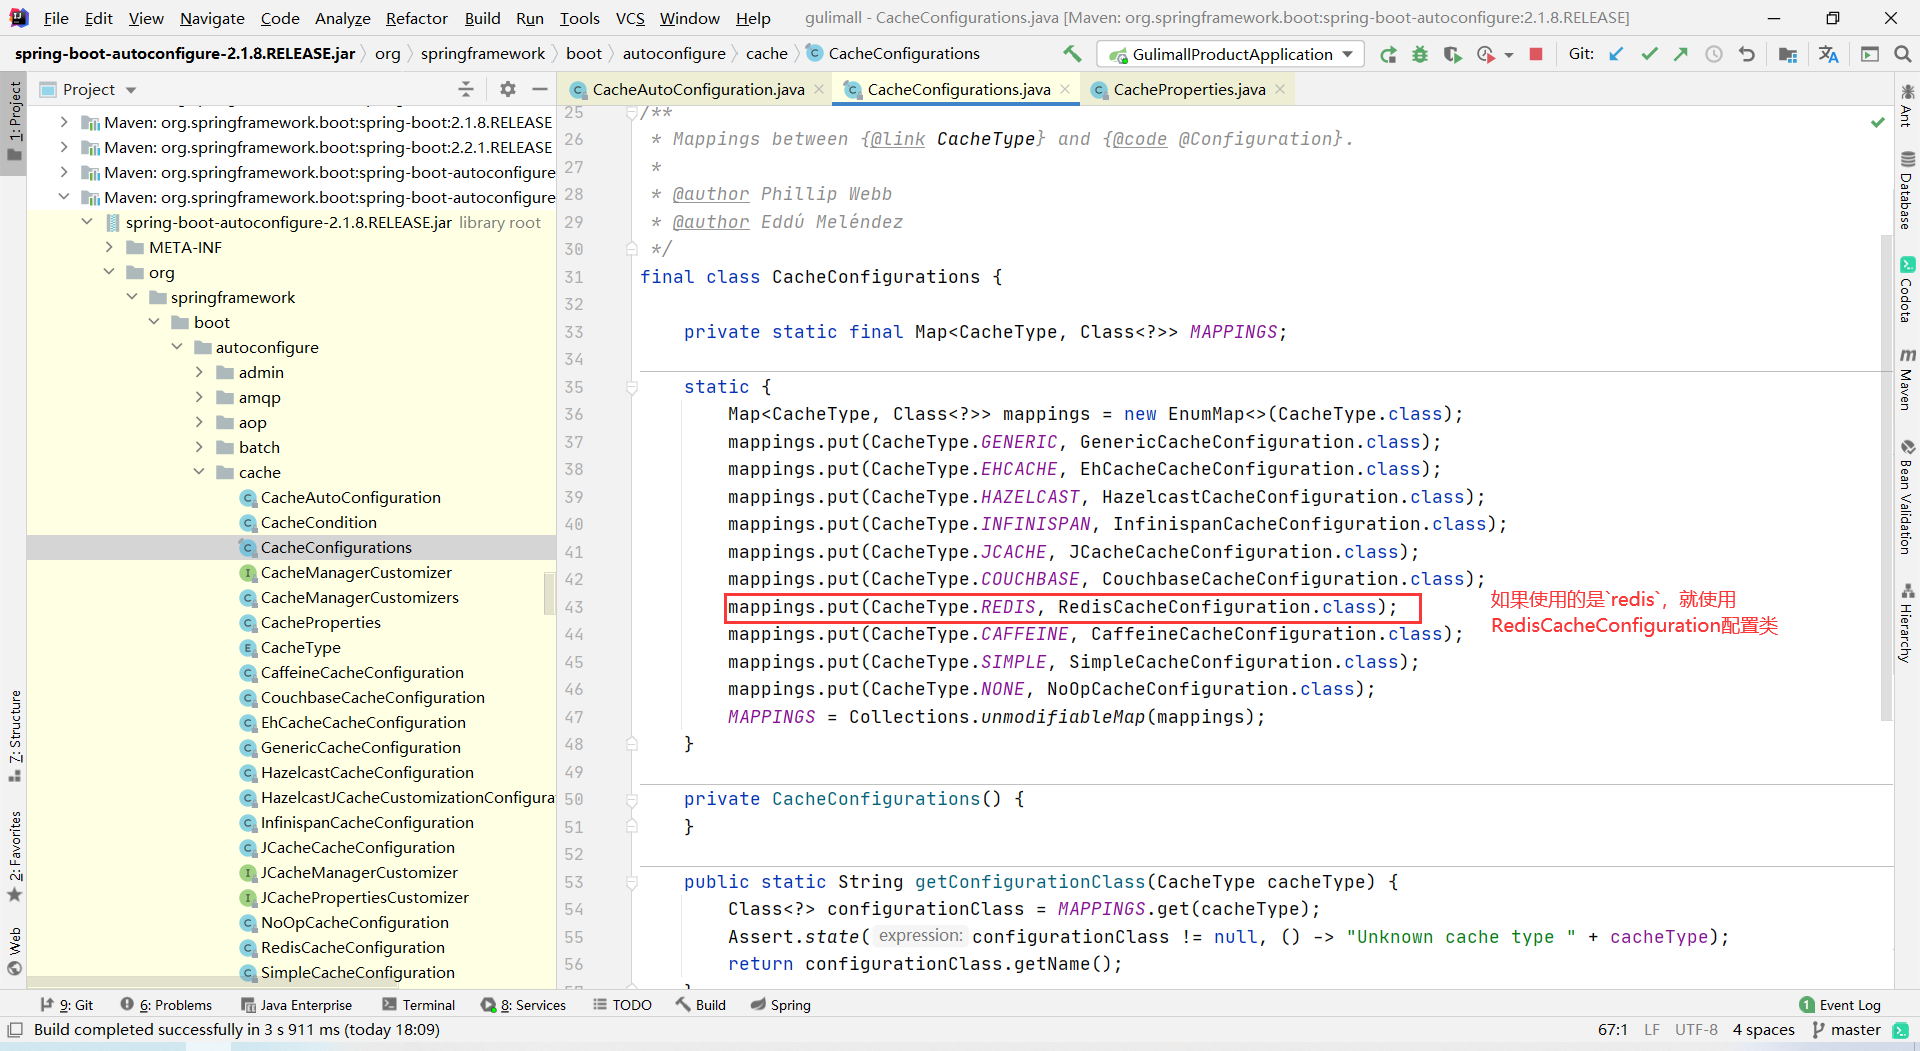 File Edit View Navigate Code Analyze Refactor Build Run Tools VCS Window Help gulimall - CacheConfigurations.java [Maven: org.springframework.boot:spring-boot-autoconfigure:2.1.8.RELEASE]
spring-boot-autoconfigure-2.1.8.RELEASE.jar org springframework boot autoconfigure cache CacheConfigurations GulimallProductApplication Git:
Project CacheAutoConfiguration.java CacheConfigurations.java CacheProperties.java
1: Project
7: Structure
2: Favorites
Web
Maven: org.springframework.boot:spring-boot:2.1.8.RELEASE
Maven: org.springframework.boot:spring-boot:2.2.1.RELEASE
Maven: org.springframework.boot:spring-boot-autoconfigure
Maven: org.springframework.boot:spring-boot-autoconfigure
spring-boot-autoconfigure-2.1.8.RELEASE.jar library root
META-INF
org
springframework
boot
autoconfigure
admin
amqp
aop
batch
cache
CacheAutoConfiguration
CacheCondition
CacheConfigurations
CacheManagerCustomizer
CacheManagerCustomizers
CacheProperties
CacheType
CaffeineCacheConfiguration
CouchbaseCacheConfiguration
EhCacheCacheConfiguration
GenericCacheConfiguration
HazelcastCacheConfiguration
HazelcastJCacheCustomizationConfigura
InfinispanCacheConfiguration
JCacheCacheConfiguration
JCacheManagerCustomizer
JCachePropertiesCustomizer
NoOpCacheConfiguration
RedisCacheConfiguration
SimpleCacheConfiguration
25 /**
26 * Mappings between {@link CacheType} and {@code @Configuration}.
27 *
28 * @author Phillip Webb
29 * @author Eddú Meléndez
30 */
31 final class CacheConfigurations {
32
33 private static final Map<CacheType, Class<?>> MAPPINGS;
34
35 static {
36 Map<CacheType, Class<?>> mappings = new EnumMap<>(CacheType.class);
37 mappings.put(CacheType.GENERIC, GenericCacheConfiguration.class);
38 mappings.put(CacheType.EHCACHE, EhCacheCacheConfiguration.class);
39 mappings.put(CacheType.HAZELCAST, HazelcastCacheConfiguration.class);
40 mappings.put(CacheType.INFINISPAN, InfinispanCacheConfiguration.class);
41 mappings.put(CacheType.JCACHE, JCacheCacheConfiguration.class);
42 mappings.put(CacheType.COUCHBASE, CouchbaseCacheConfiguration.class);
43 mappings.put(CacheType.REDIS, RedisCacheConfiguration.class);
44 mappings.put(CacheType.CAFFEINE, CaffeineCacheConfiguration.class);
45 mappings.put(CacheType.SIMPLE, SimpleCacheConfiguration.class);
46 mappings.put(CacheType.NONE, NoOpCacheConfiguration.class);
47 MAPPINGS = Collections.unmodifiableMap(mappings);
48 }
49
50 private CacheConfigurations() {
51 }
52
53 public static String getConfigurationClass(CacheType cacheType) {
54 Class<?> configurationClass = MAPPINGS.get(cacheType);
55 Assert.state( expression: configurationClass != null, () -> "Unknown cache type " + cacheType);
56 return configurationClass.getName();
如果使用的是`redis`，就使用
RedisCacheConfiguration配置类
Ant
Database
Codota
Maven
Bean Validation
Hierarchy
9: Git 6: Problems Java Enterprise Terminal 8: Services TODO Build Spring 1 Event Log
Build completed successfully in 3 s 911 ms (today 18:09) 67:1 LF UTF-8 4 spaces master